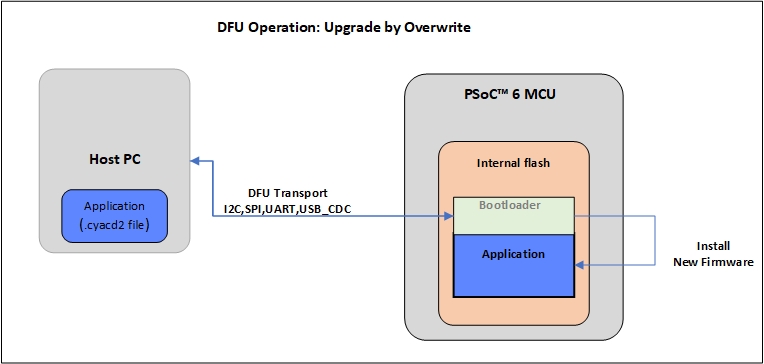 DFU Operation: Upgrade by Overwrite
PSoC™ 6 MCU
Host PC
Application
(.cyacd2 file)
DFU Transport
I2C,SPI,UART,USB_CDC
Internal flash
Bootloader
Application
Install
New Firmware